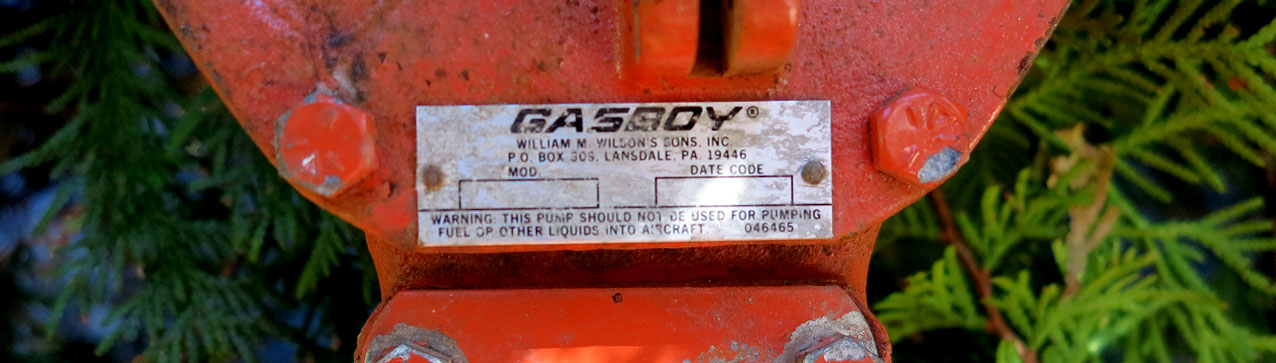 GASBOY®
WILLIAM M. WILSON'S SONS, INC.
P.O. BOX 309, LANSDALE, PA. 19446
MOD. DATE CODE
WARNING: THIS PUMP SHOULD NOT BE USED FOR PUMPING
FUEL OR OTHER LIQUIDS INTO AIRCRAFT. 046465